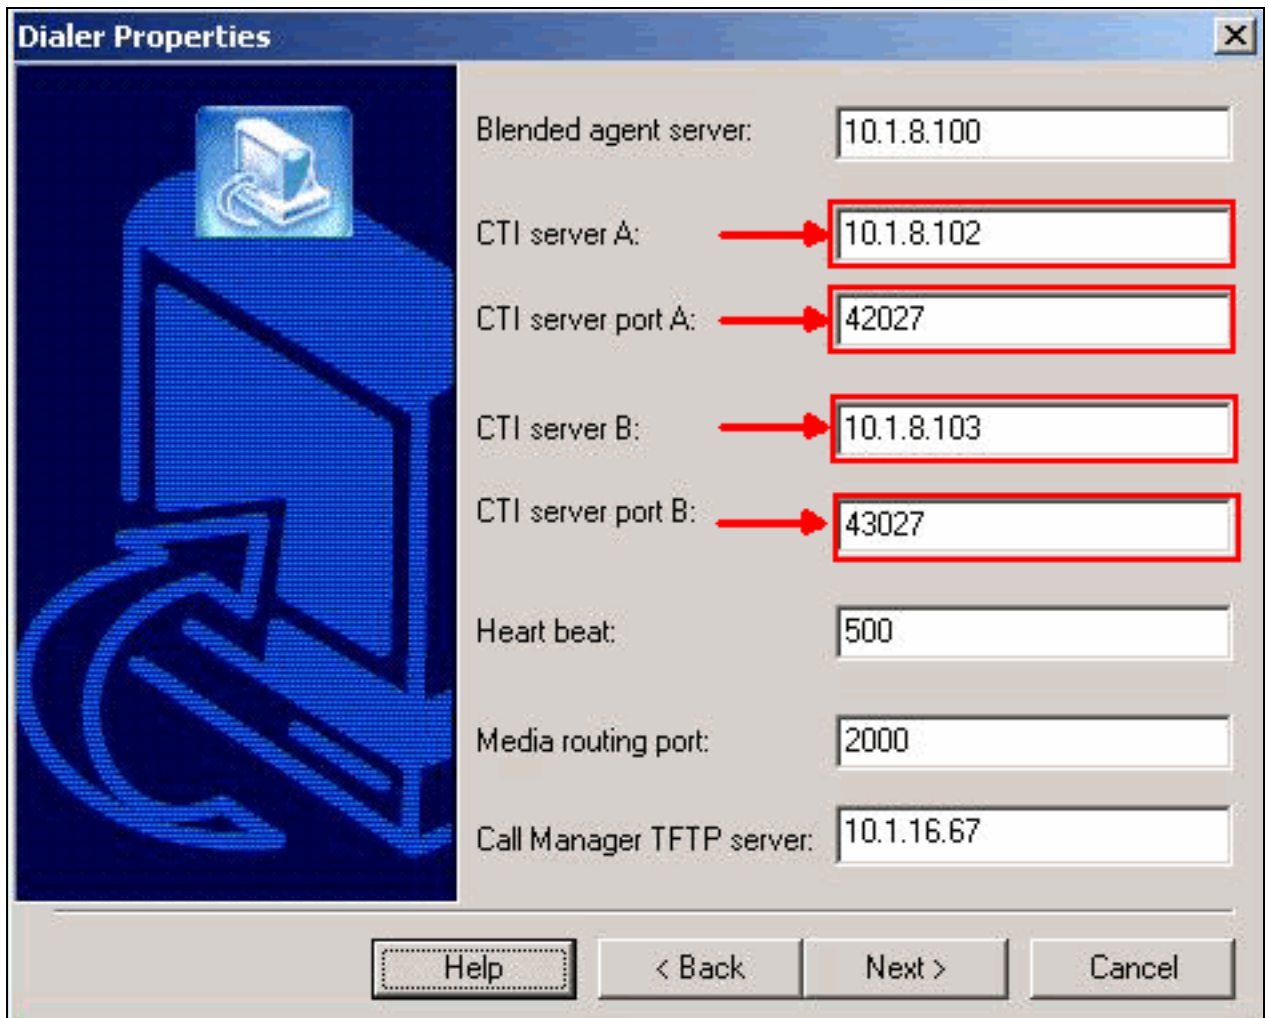 Dialer Properties
Blended agent server: 10.1.8.100
CTI server A: 10.1.8.102
CTI server port A: 42027
CTI server B: 10.1.8.103
CTI server port B: 43027
Heart beat: 500
Media routing port: 2000
Call Manager TFTP server: 10.1.16.67
Help < Back Next > Cancel